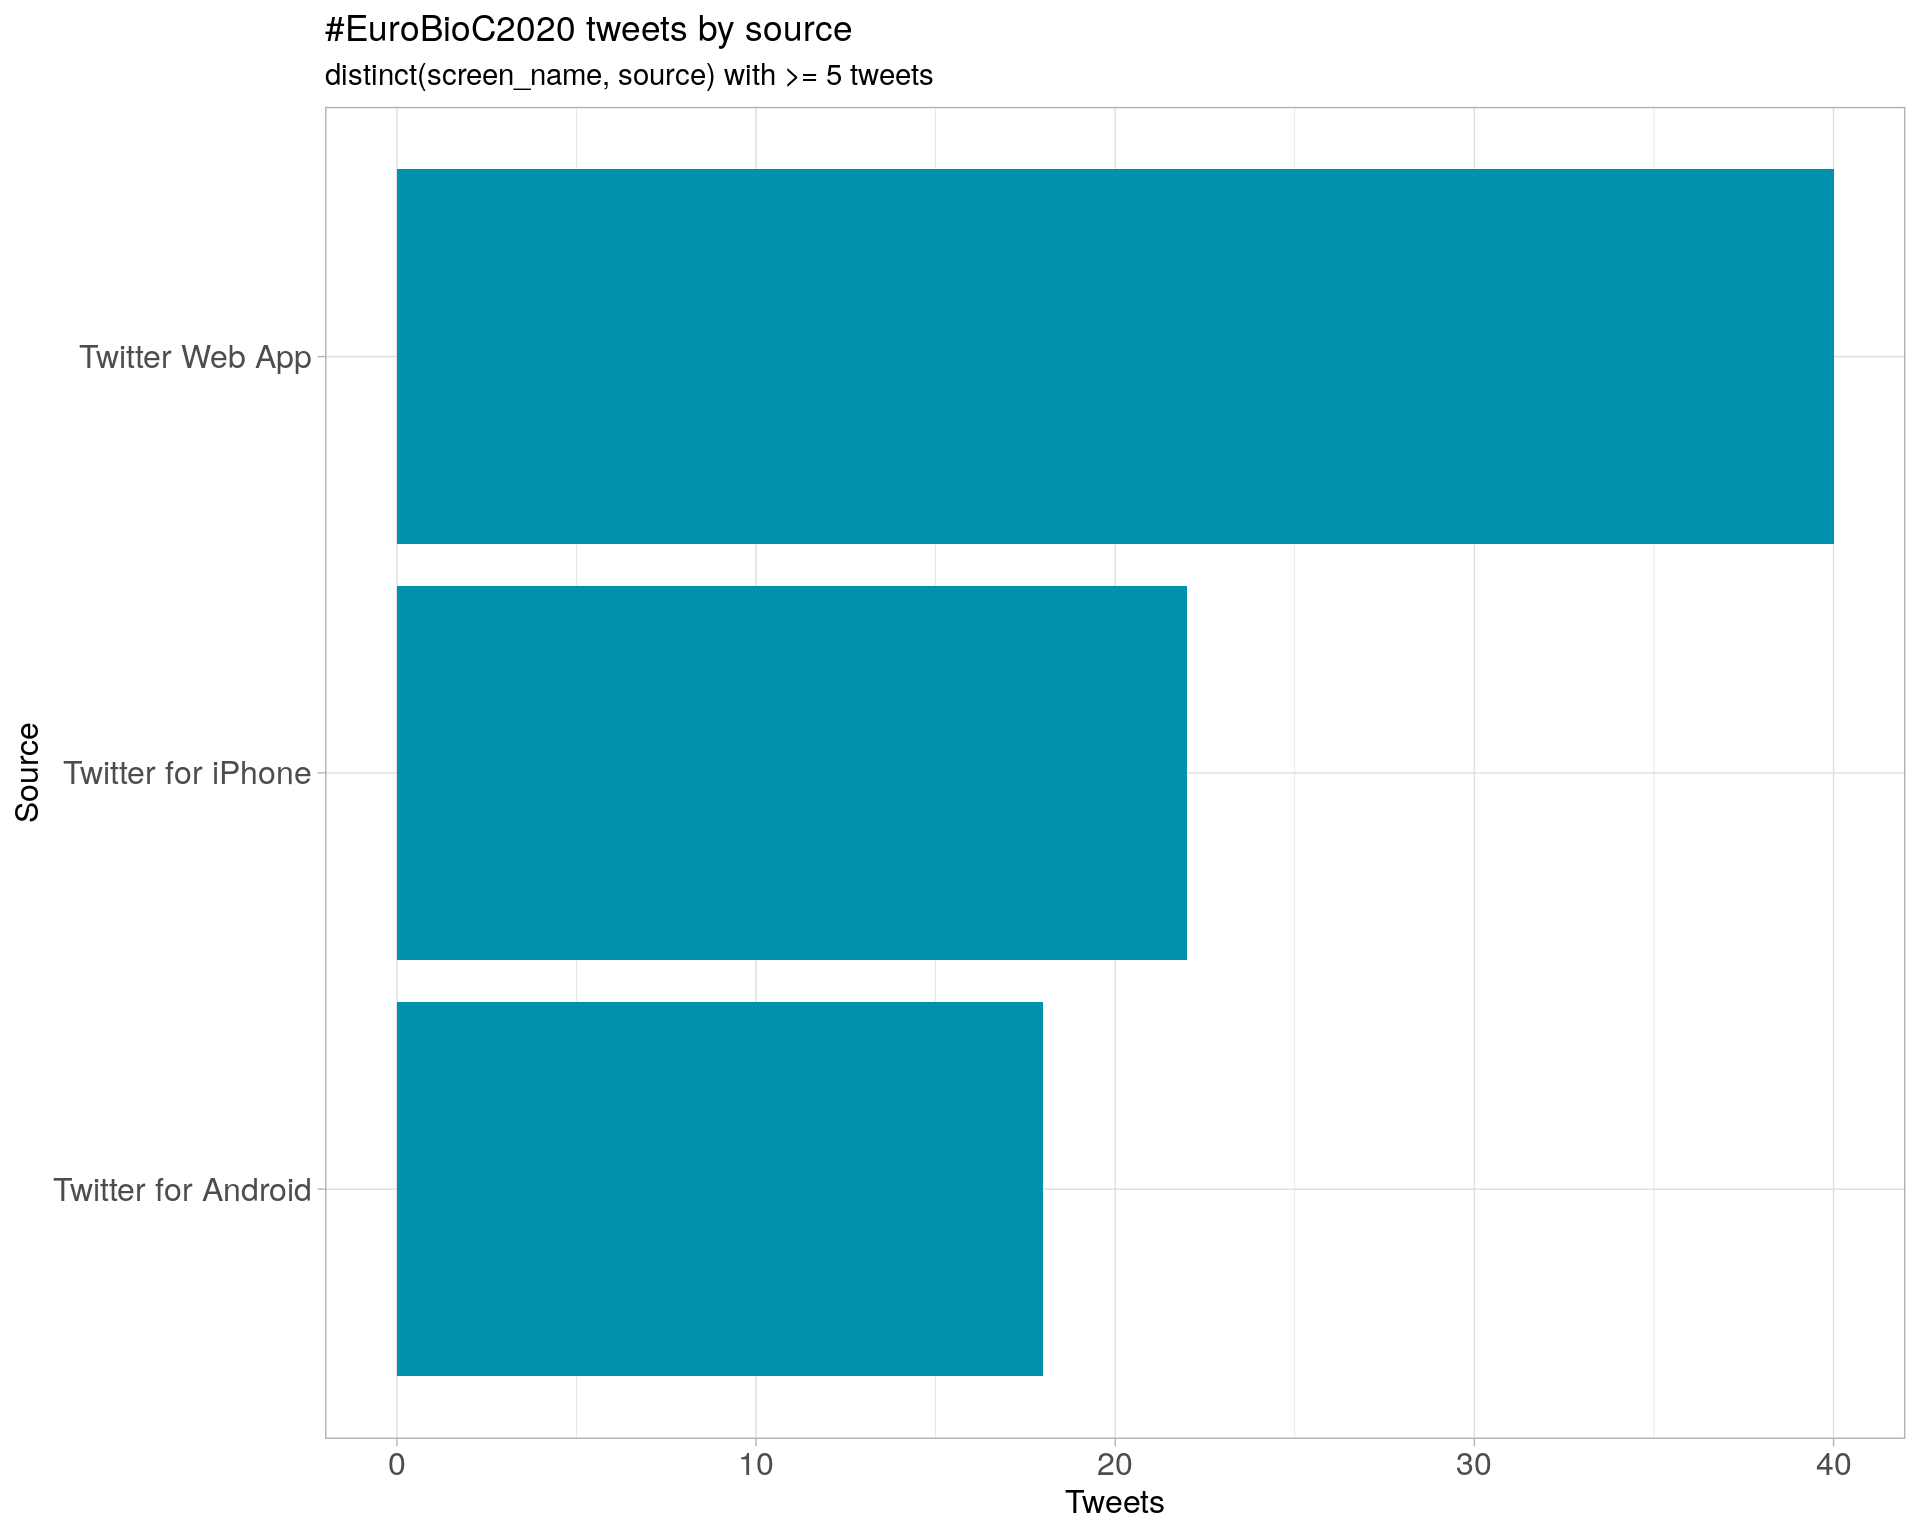 #EuroBioC2020 tweets by source
distinct(screen_name, source) with >= 5 tweets
Source
Twitter Web App
Twitter for iPhone
Twitter for Android
0 10 20 30 40
Tweets